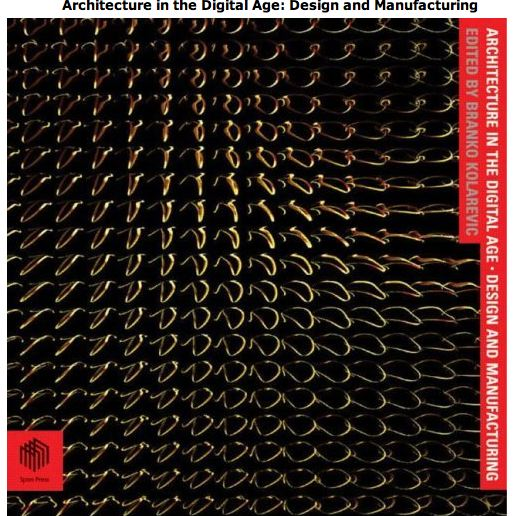 Architecture in the Digital Age: Design and Manufacturing
ARCHITECTURE IN THE DIGITAL AGE - DESIGN AND MANUFACTURING
EDITED BY BRANKO KOLAREVIC
Spon Press